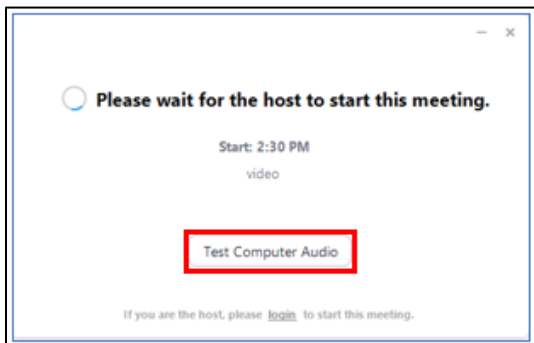 Please wait for the host to start this meeting.
Start: 2:30 PM
video
Test Computer Audio
If you are the host, please login to start this meeting.